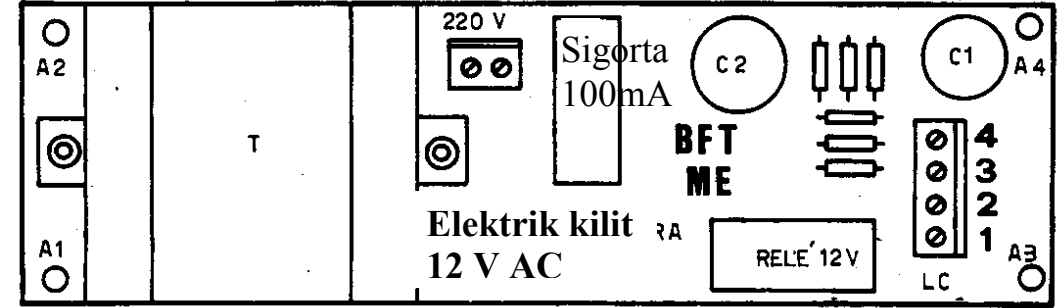 220 V
A2
Sigorta
100mA
C2
C1
A4
T
BFT
ME
4
3
2
1
Elektrik kilit
12 V AC
RA
RELE´ 12V
A1
A3
LC